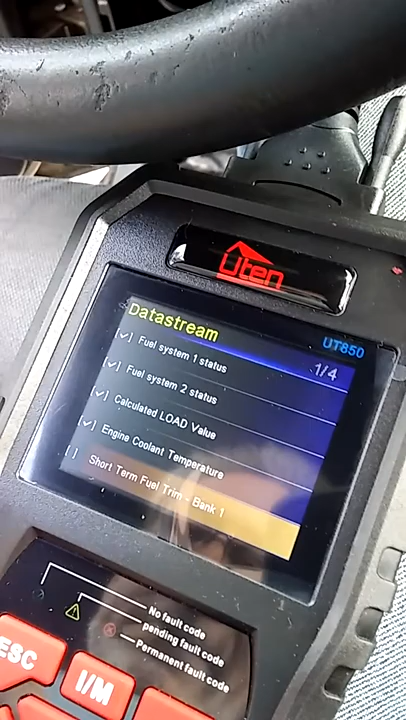 Uten
Datastream
UT850
[✓] Fuel system 1 status
1/4
[✓] Fuel system 2 status
[✓] Calculated LOAD Value
[✓] Engine Coolant Temperature
[ ] Short Term Fuel Trim - Bank 1
No fault code
pending fault code
Permanent fault code
ESC
I/M